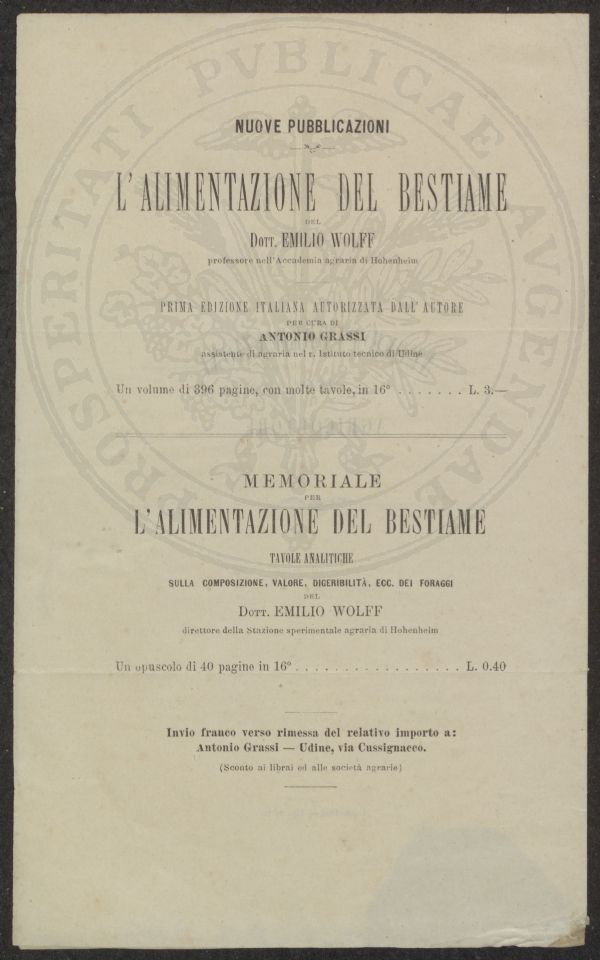 NUOVE PUBBLICAZIONI
L'ALIMENTAZIONE DEL BESTIAME
DEL
DOTT. EMILIO WOLFF
professore nell'Accademia agraria di Hohenheim
PRIMA EDIZIONE ITALIANA AUTORIZZATA DALL'AUTORE
PER CURA DI
ANTONIO GRASSI
assistente di agraria nel r. Istituto tecnico di Udine
Un volume di 396 pagine, con molte tavole, in 16° . . . . . . . L. 3.—
MEMORIALE
PER
L'ALIMENTAZIONE DEL BESTIAME
TAVOLE ANALITICHE
SULLA COMPOSIZIONE, VALORE, DIGERIBILITÀ, ECC. DEI FORAGGI
DEL
DOTT. EMILIO WOLFF
direttore della Stazione sperimentale agraria di Hohenheim
Un opuscolo di 40 pagine in 16° . . . . . . . . . . . . . . . . . L. 0.40
Invio franco verso rimessa del relativo importo a:
Antonio Grassi — Udine, via Cussignacco.
(Sconto ai librai ed alle società agrarie)
PROSPERITATI PVBLICAE AVGENDAE